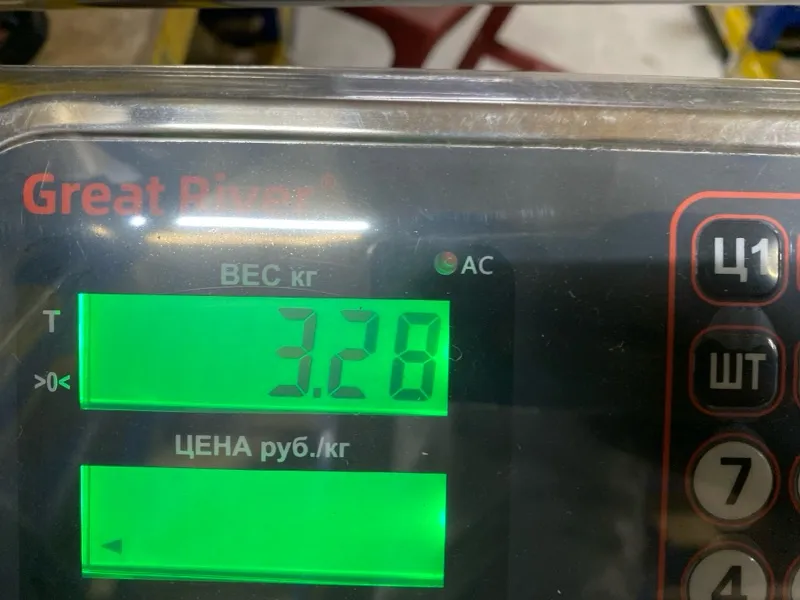 Great River®
ВЕС кг
AC
T
3.28
>0<
ЦЕНА руб./кг
Ц1
ШТ
7
4